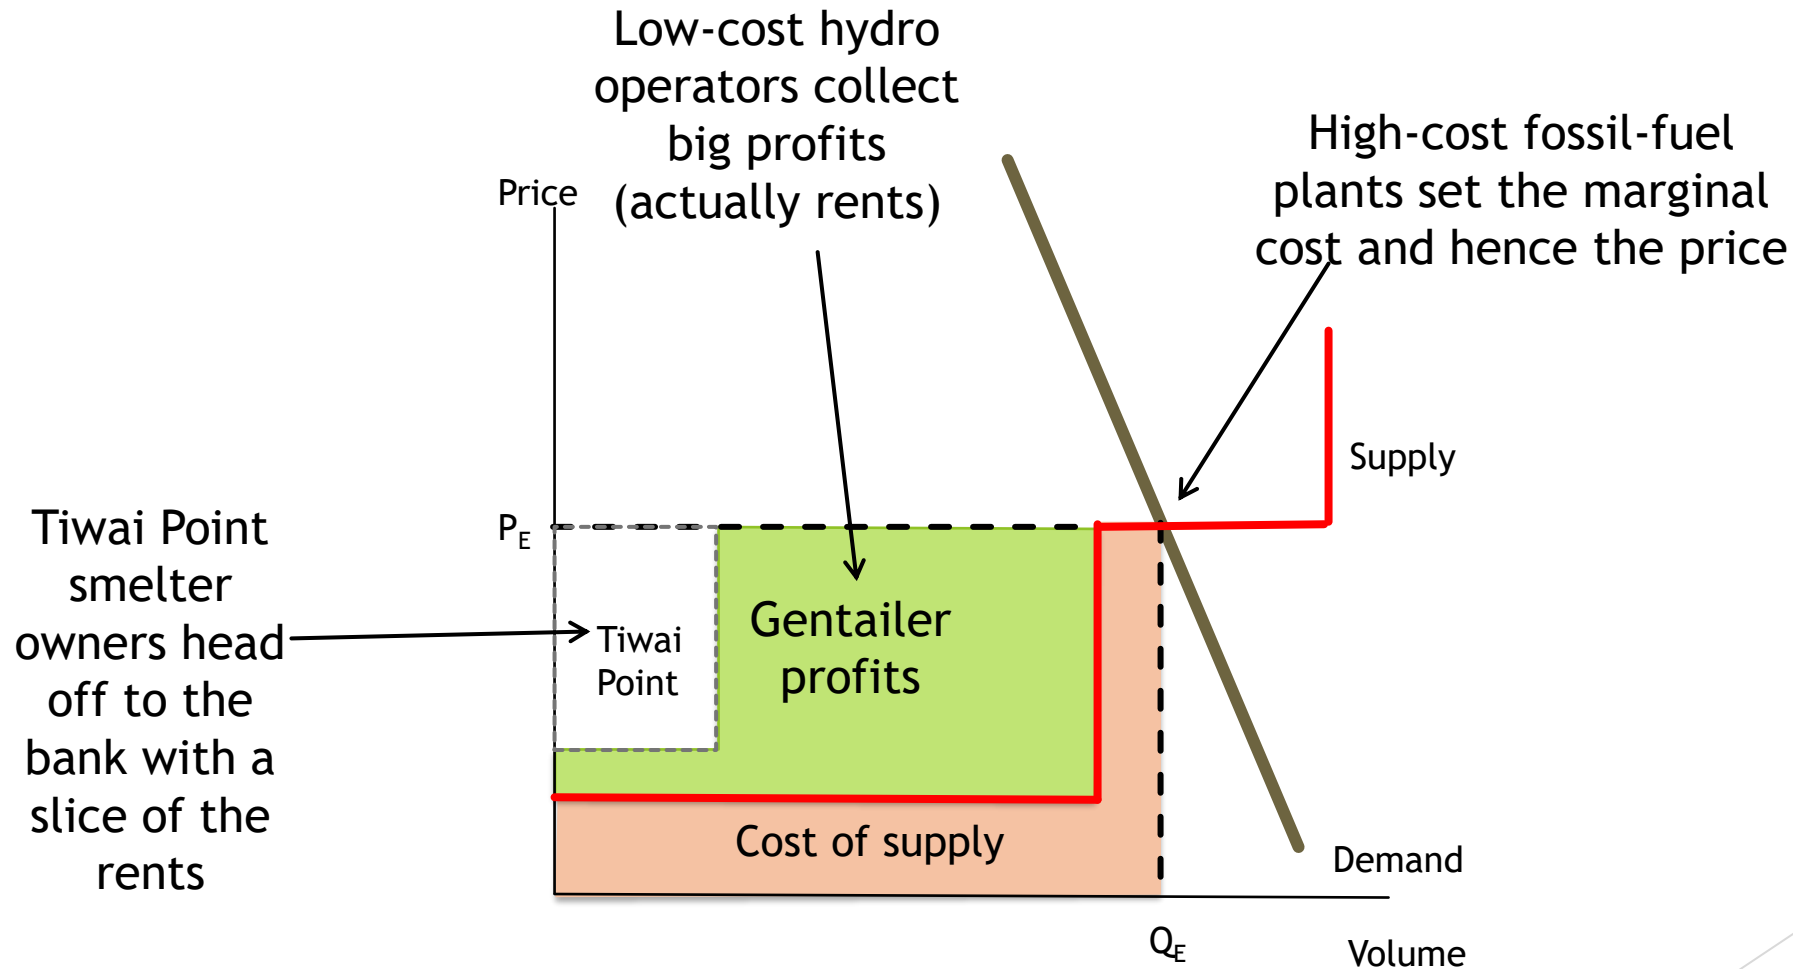 Low-cost hydro
operators collect
big profits
(actually rents)
High-cost fossil-fuel
plants set the marginal
cost and hence the price
Price
Supply
Tiwai Point
smelter
owners head
off to the
bank with a
slice of the
rents
PE
Tiwai
Point
Gentailer
profits
Cost of supply
Demand
QE
Volume